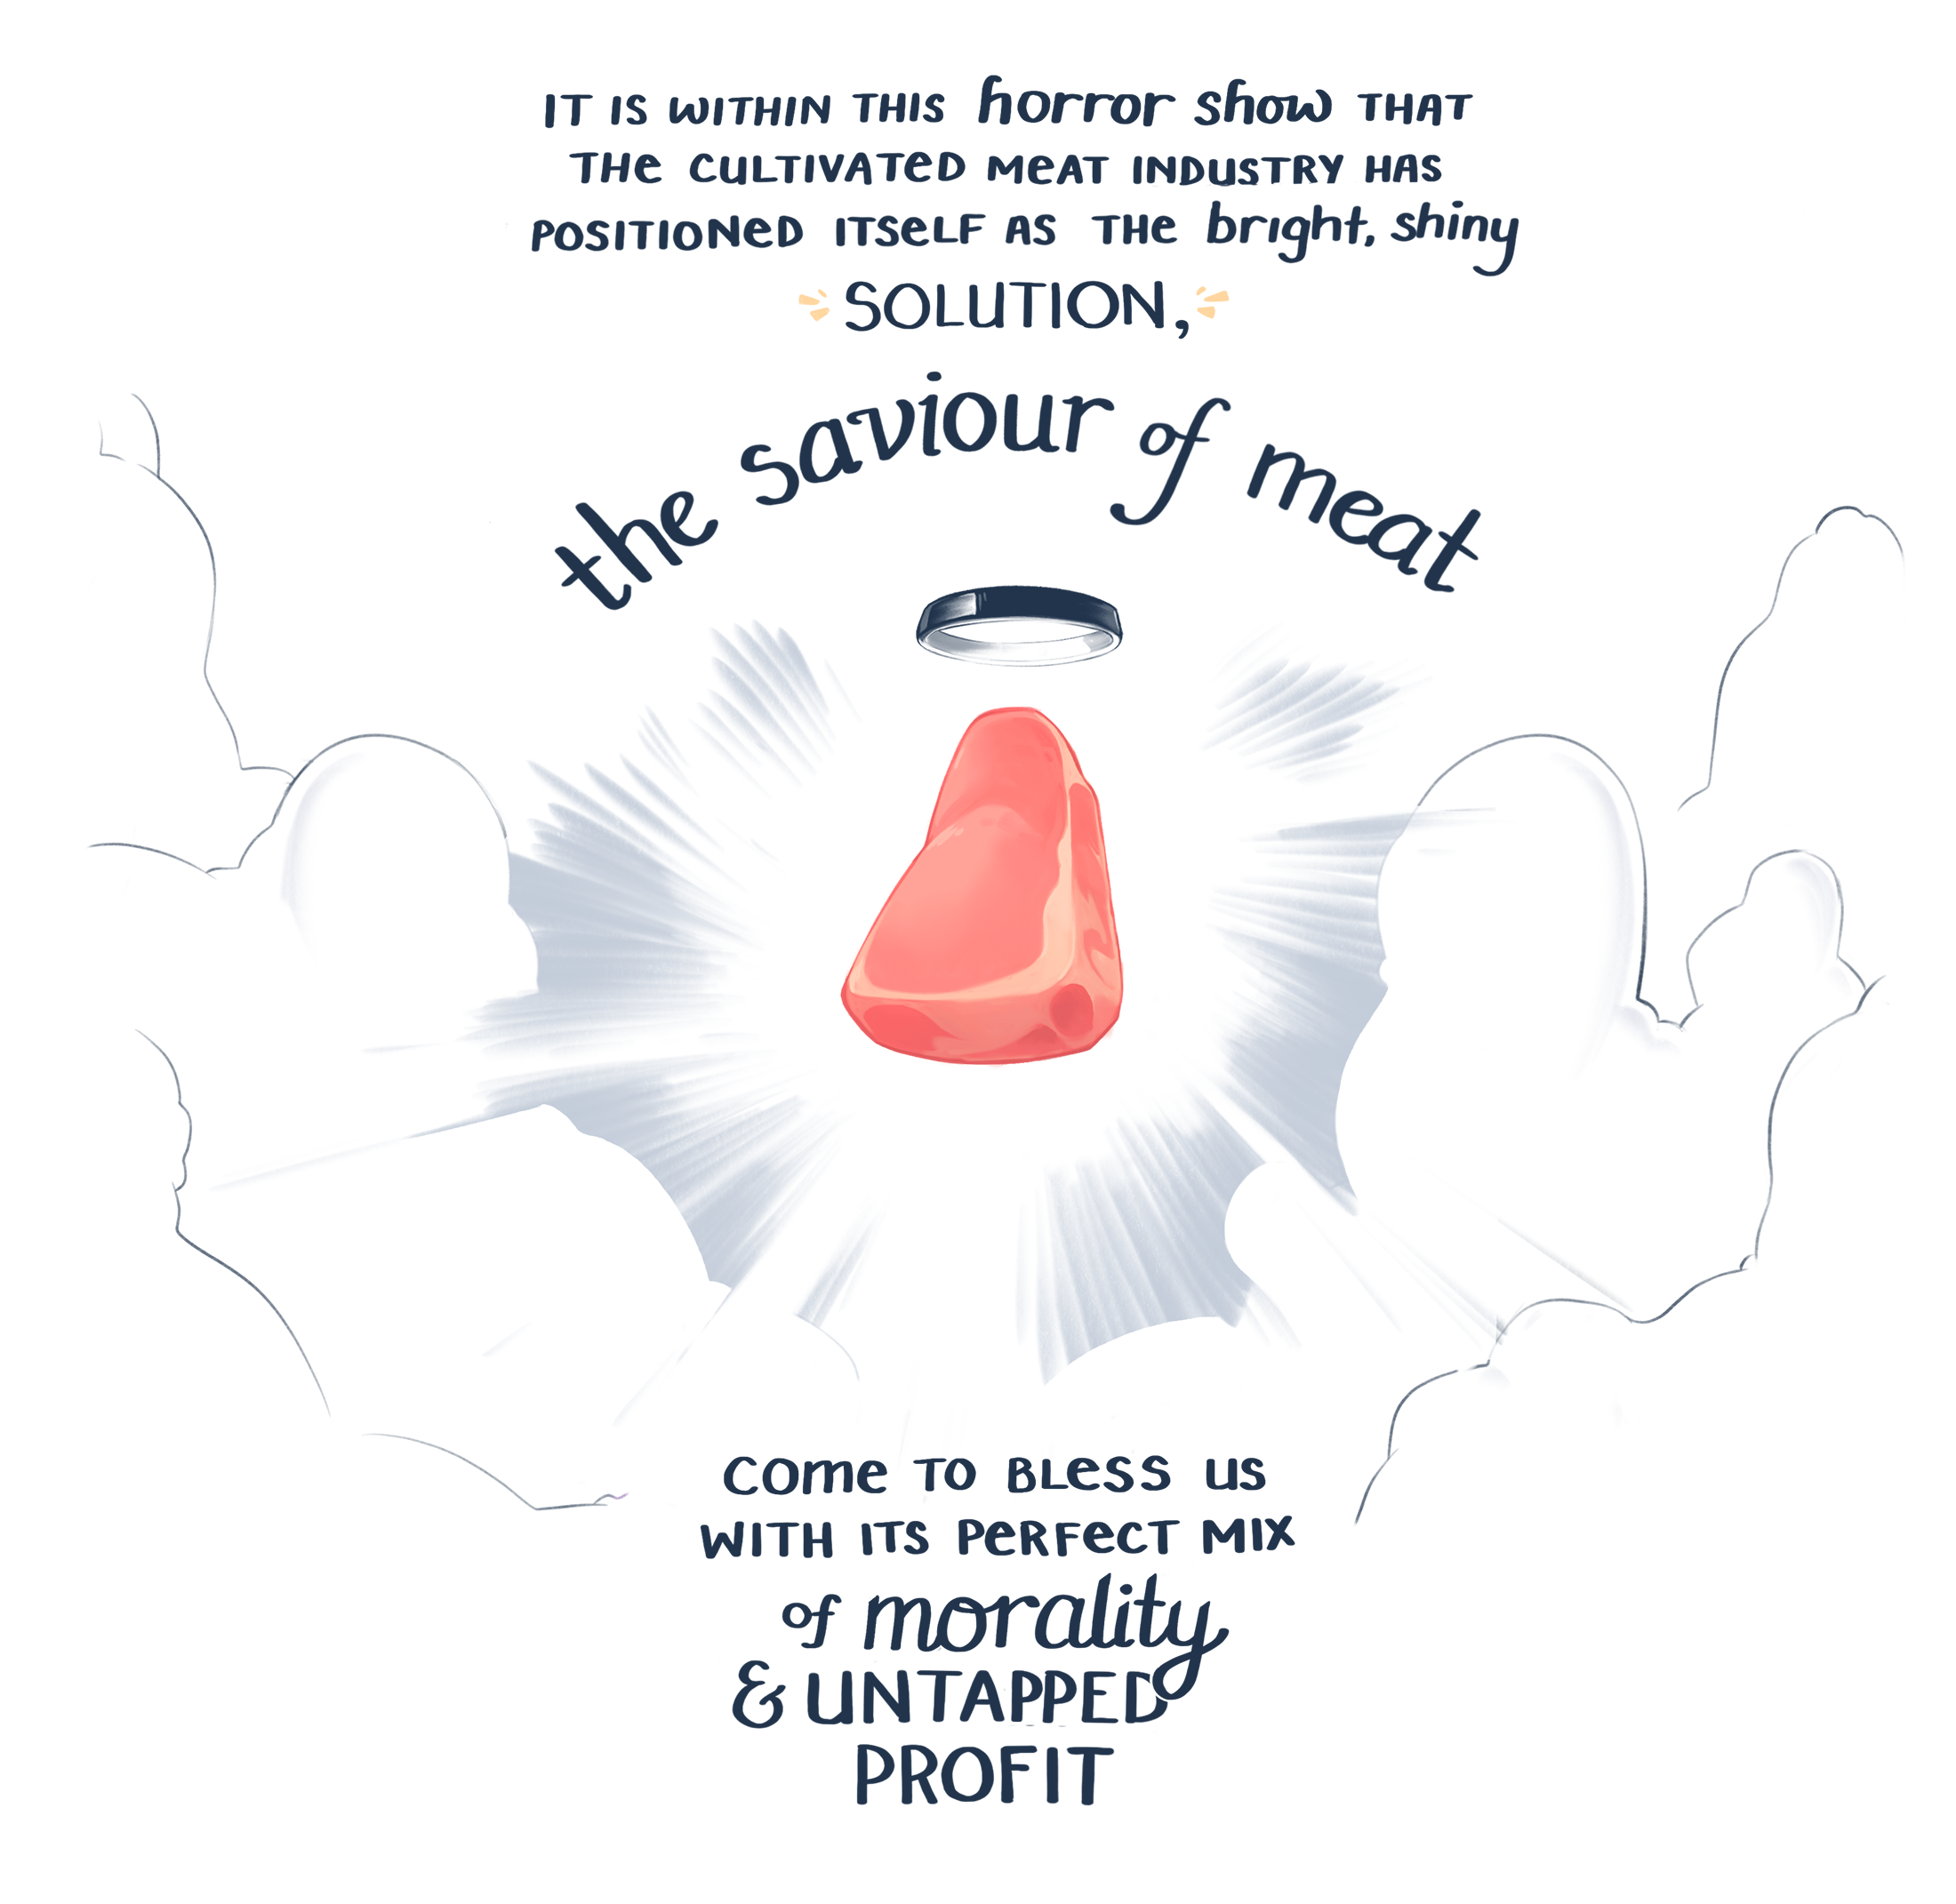 IT IS WITHIN THIS horror show THAT
THE CULTIVATED MEAT INDUSTRY HAS
POSITIONED ITSELF AS THE bright, shiny
SOLUTION,
the saviour of meat
COME TO BLESS US
WITH ITS PERFECT MIX
of morality
& UNTAPPED
PROFIT